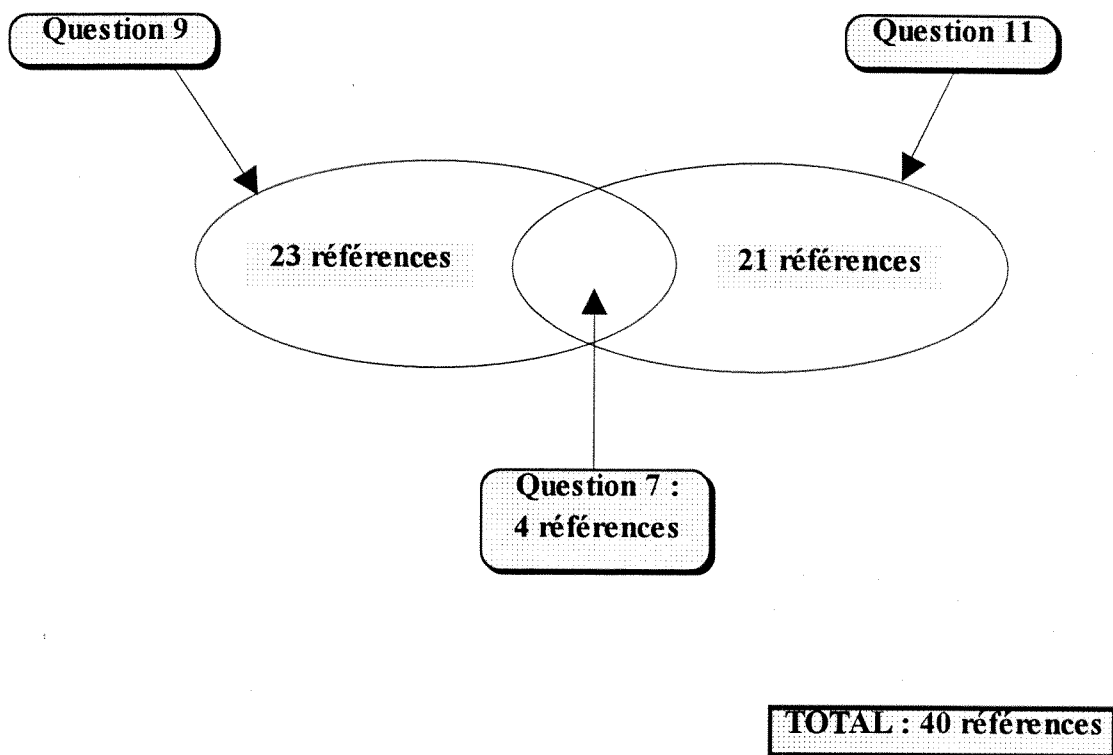 Question 9
Question 11
23 références
21 références
Question 7 :
4 références
TOTAL : 40 références